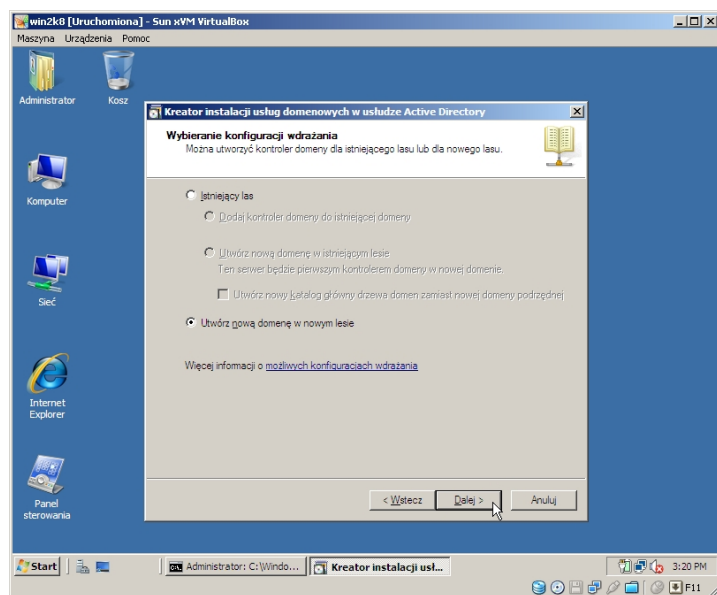 win2k8 [Uruchomiona] - Sun xVM VirtualBox
Maszyna Urządzenia Pomoc
Administrator
Kosz
Komputer
Sieć
Internet Explorer
Panel sterowania
Kreator instalacji usług domenowych w usłudze Active Directory
Wybieranie konfiguracji wdrażania
Można utworzyć kontroler domeny dla istniejącego lasu lub dla nowego lasu.
Istniejący las
Dodaj kontroler domeny do istniejącej domeny
Utwórz nową domenę w istniejącym lesie
Ten serwer będzie pierwszym kontrolerem domeny w nowej domenie.
Utwórz nowy katalog główny drzewa domen zamiast nowej domeny podrzędnej
Utwórz nową domenę w nowym lesie
Więcej informacji o możliwych konfiguracjach wdrażania
< Wstecz Dalej > Anuluj
Start Administrator: C:\Windo... Kreator instalacji usł... 3:20 PM
F11